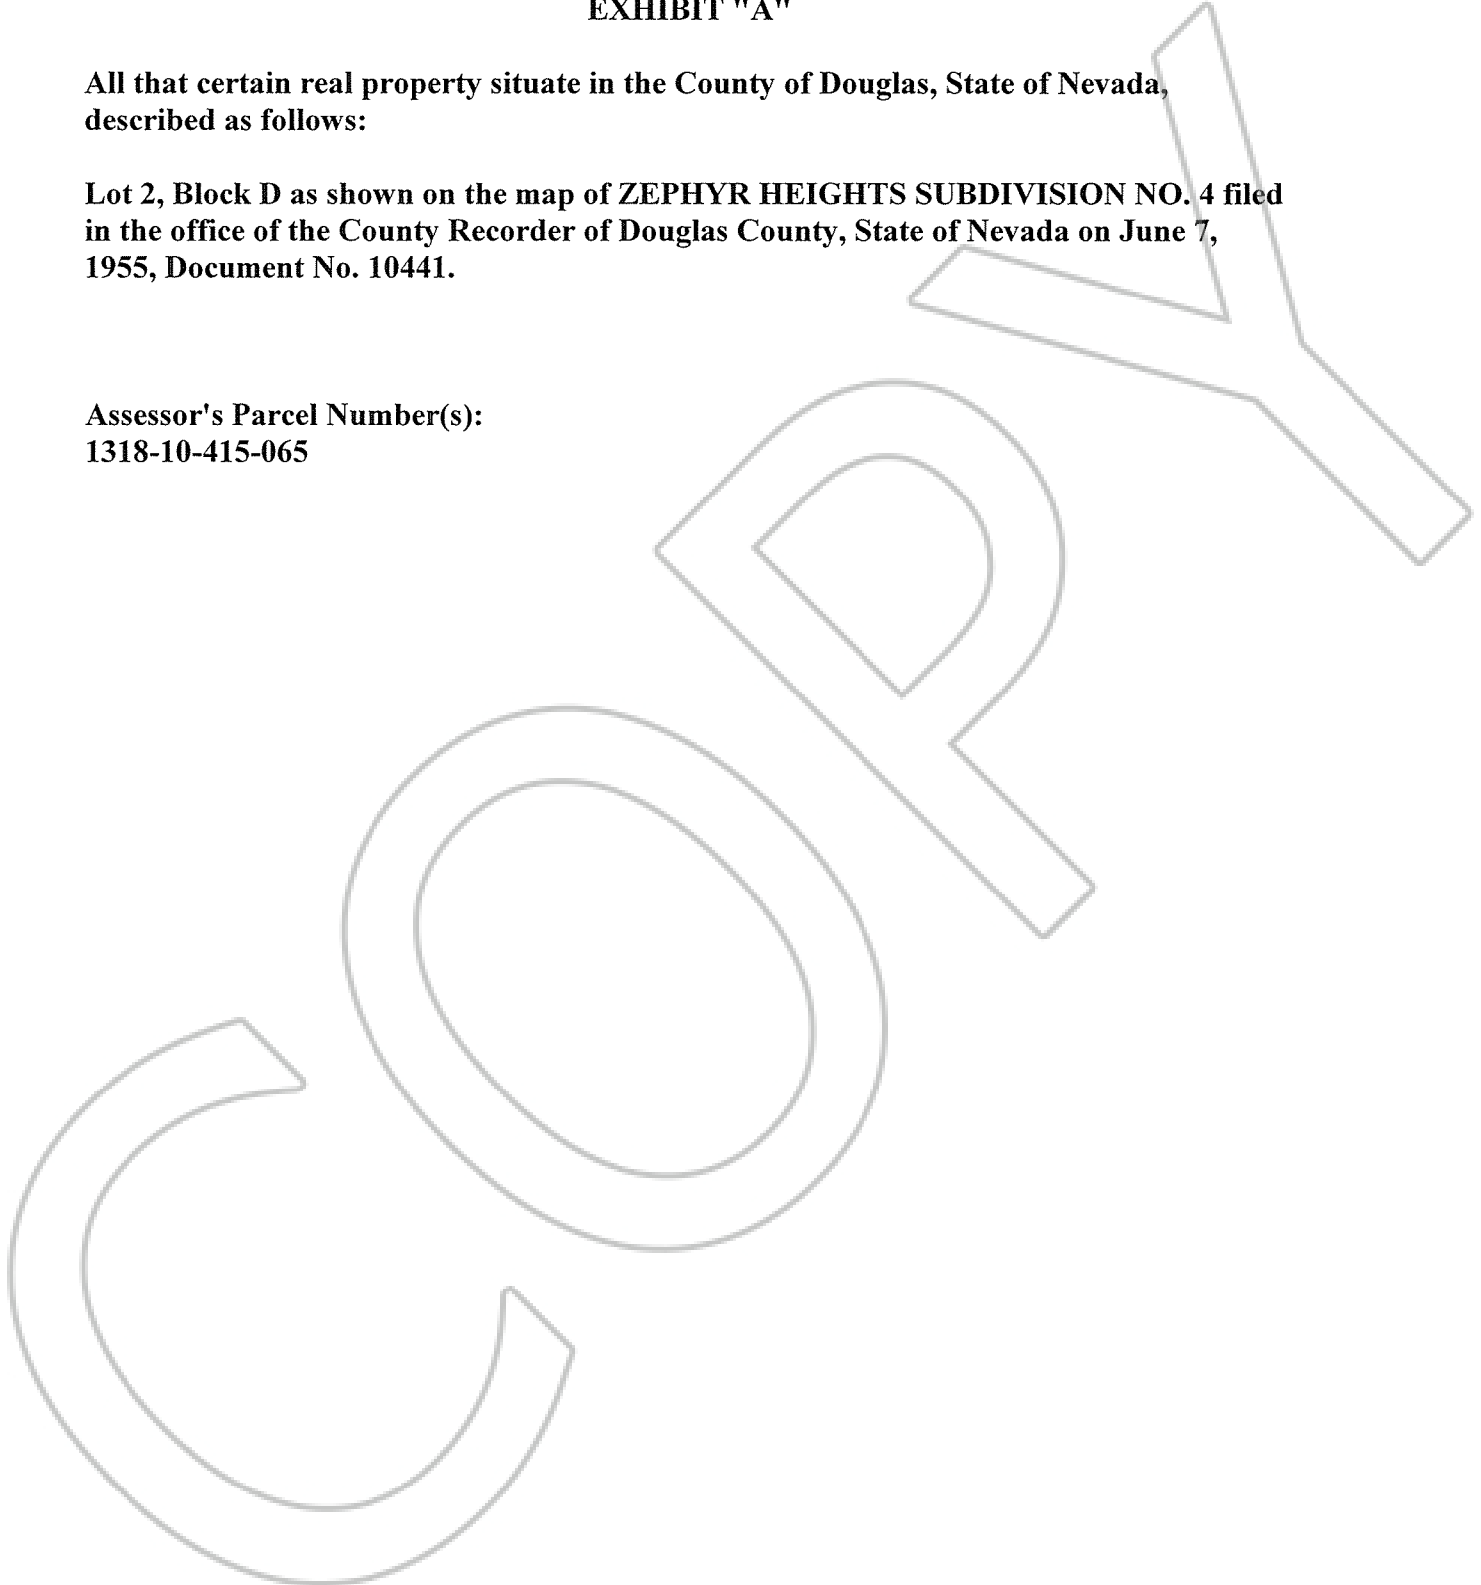 EXHIBIT "A"
All that certain real property situate in the County of Douglas, State of Nevada,
described as follows:
Lot 2, Block D as shown on the map of ZEPHYR HEIGHTS SUBDIVISION NO. 4 filed
in the office of the County Recorder of Douglas County, State of Nevada on June 7,
1955, Document No. 10441.
Assessor's Parcel Number(s):
1318-10-415-065
COPY